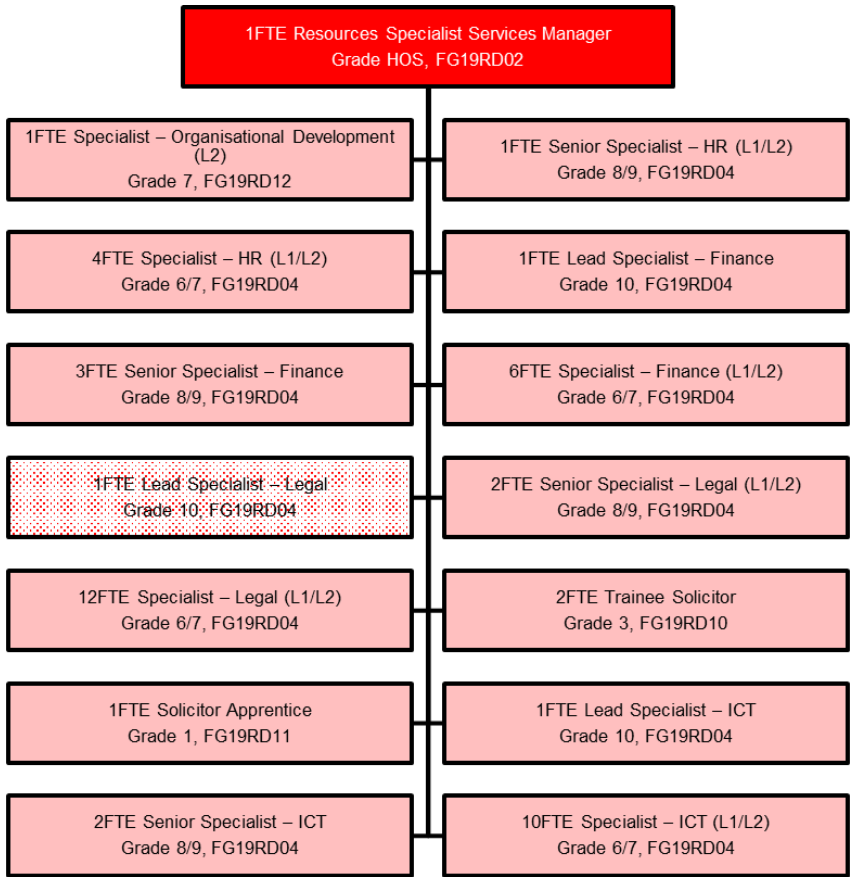 1FTE Resources Specialist Services Manager
Grade HOS, FG19RD02
1FTE Specialist – Organisational Development
(L2)
Grade 7, FG19RD12
1FTE Senior Specialist – HR (L1/L2)
Grade 8/9, FG19RD04
4FTE Specialist – HR (L1/L2)
Grade 6/7, FG19RD04
1FTE Lead Specialist – Finance
Grade 10, FG19RD04
3FTE Senior Specialist – Finance
Grade 8/9, FG19RD04
6FTE Specialist – Finance (L1/L2)
Grade 6/7, FG19RD04
1FTE Lead Specialist – Legal
Grade 10, FG19RD04
2FTE Senior Specialist – Legal (L1/L2)
Grade 8/9, FG19RD04
12FTE Specialist – Legal (L1/L2)
Grade 6/7, FG19RD04
2FTE Trainee Solicitor
Grade 3, FG19RD10
1FTE Solicitor Apprentice
Grade 1, FG19RD11
1FTE Lead Specialist – ICT
Grade 10, FG19RD04
2FTE Senior Specialist – ICT
Grade 8/9, FG19RD04
10FTE Specialist – ICT (L1/L2)
Grade 6/7, FG19RD04